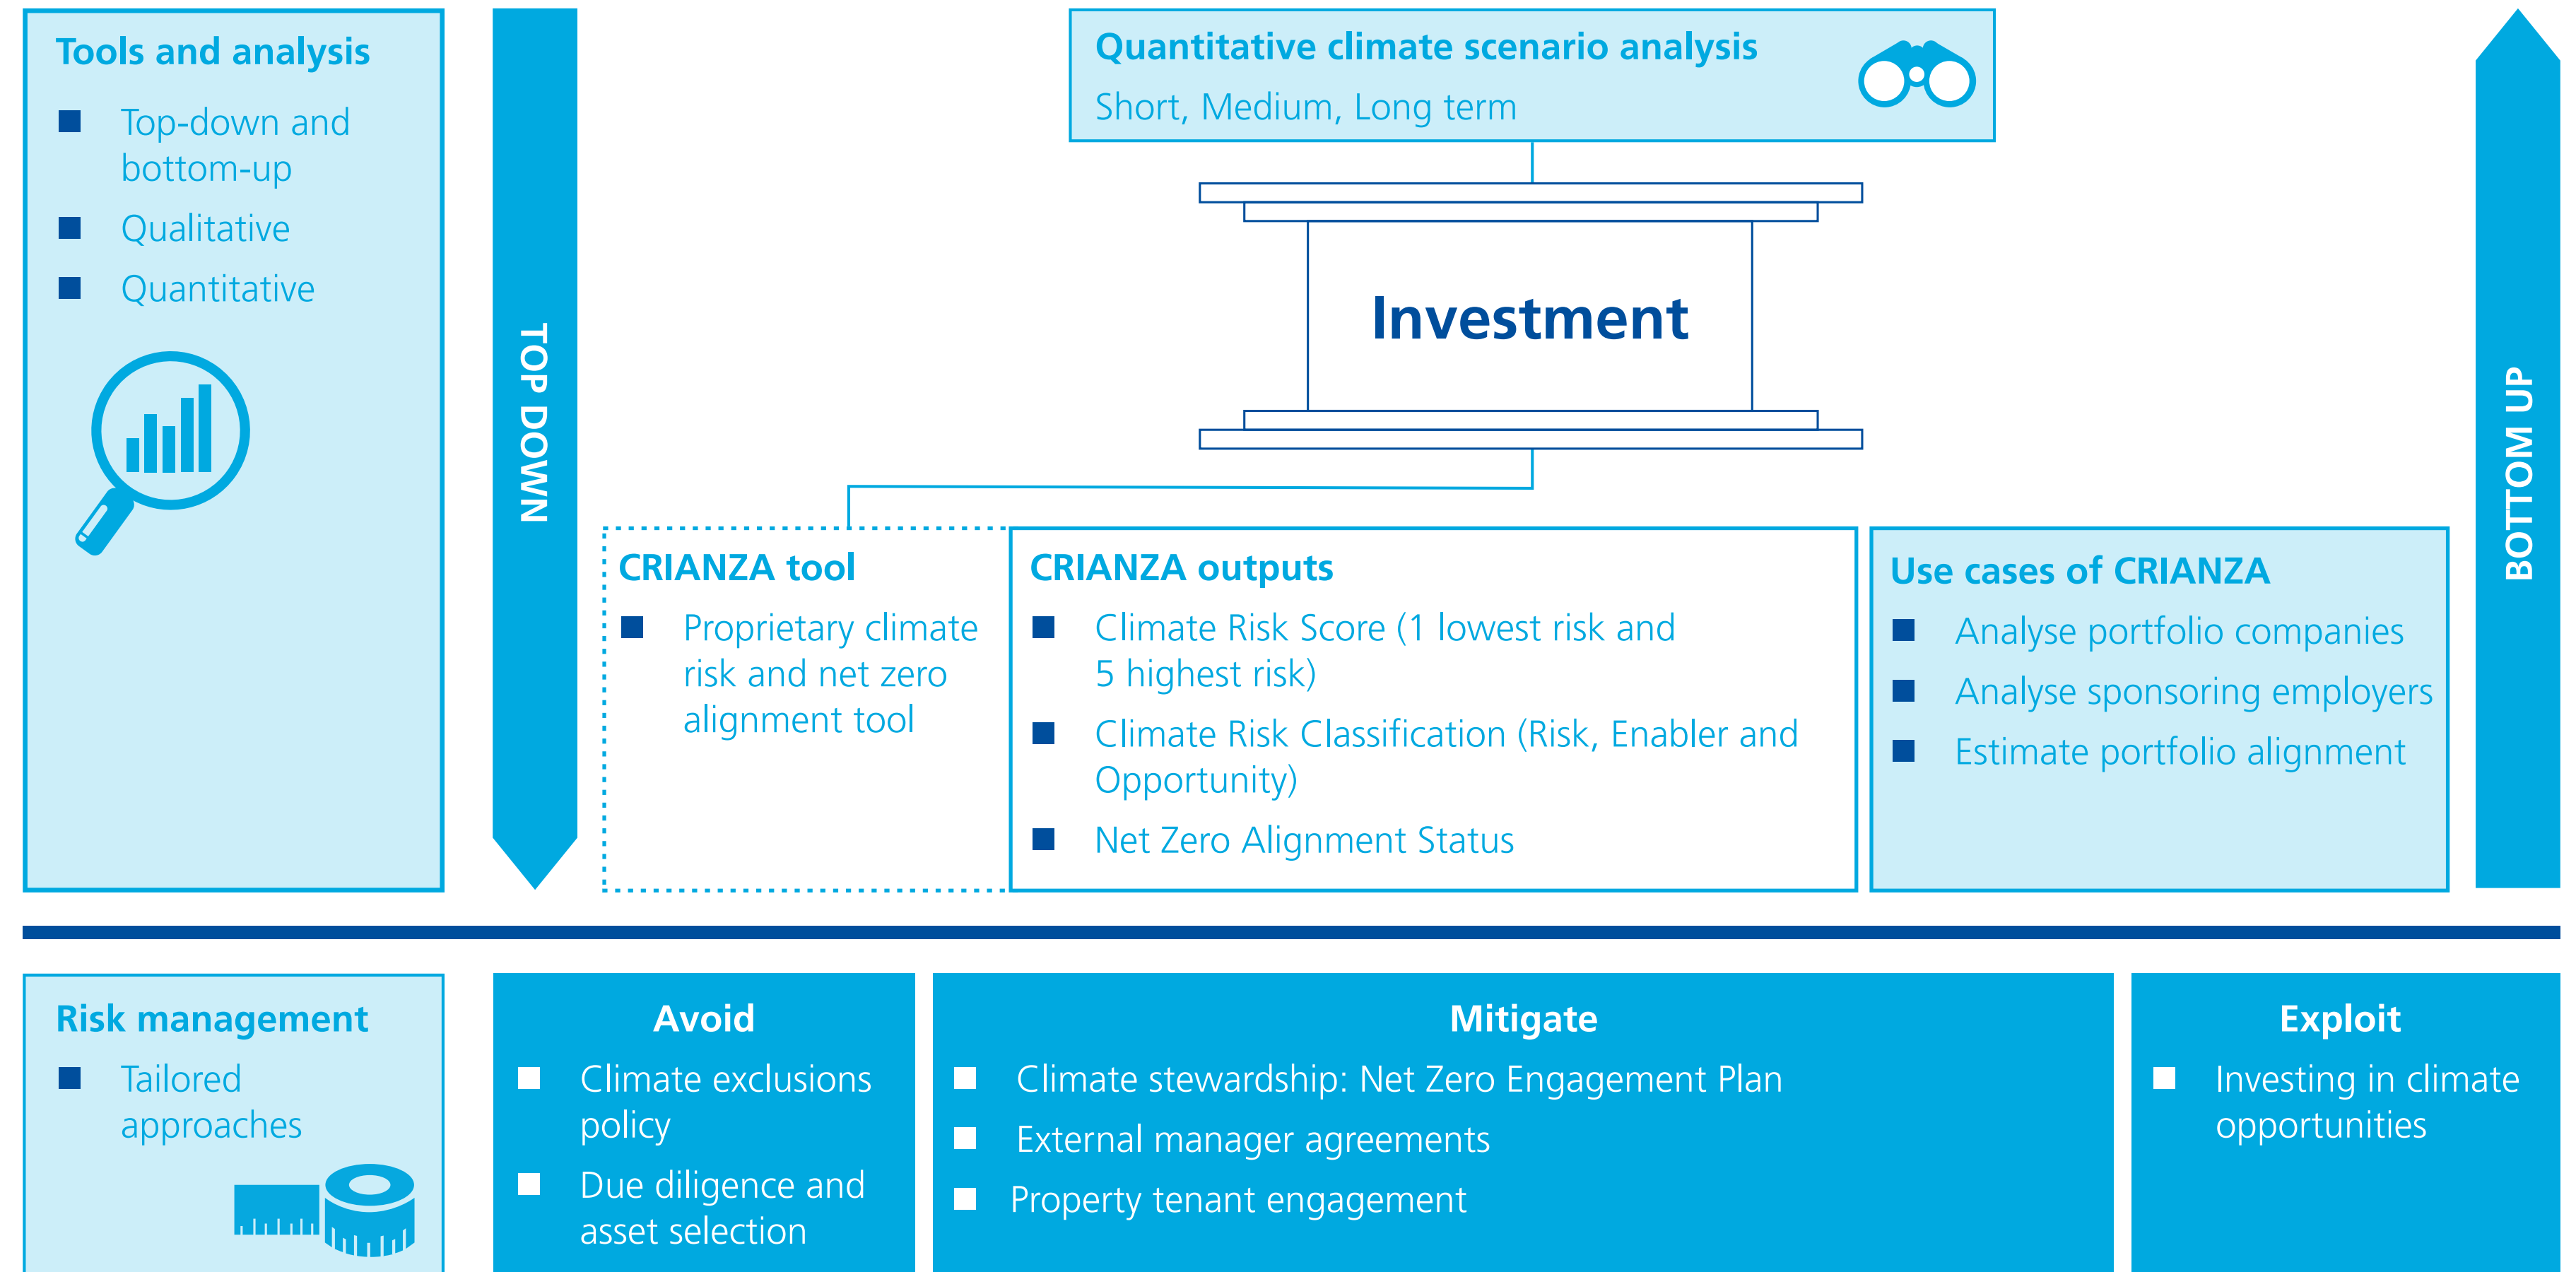 Tools and analysis
Top-down and
bottom-up
Qualitative
Quantitative
TOP DOWN
Quantitative climate scenario analysis
Short, Medium, Long term
Investment
CRIANZA tool
Proprietary climate
risk and net zero
alignment tool
CRIANZA outputs
Climate Risk Score (1 lowest risk and
5 highest risk)
Climate Risk Classification (Risk, Enabler and
Opportunity)
Net Zero Alignment Status
Use cases of CRIANZA
Analyse portfolio companies
Analyse sponsoring employers
Estimate portfolio alignment
BOTTOM UP
Risk management
Tailored
approaches
Avoid
Climate exclusions
policy
Due diligence and
asset selection
Mitigate
Climate stewardship: Net Zero Engagement Plan
External manager agreements
Property tenant engagement
Exploit
Investing in climate
opportunities